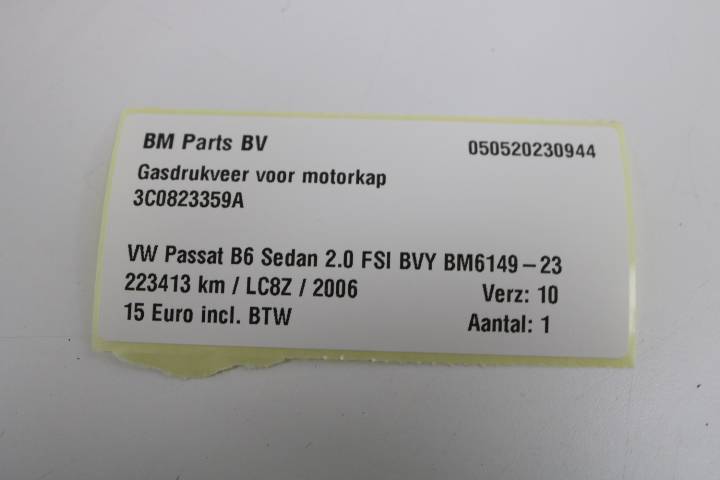 BM Parts BV 050520230944
Gasdrukveer voor motorkap
3C0823359A
VW Passat B6 Sedan 2.0 FSI BVY BM6149-23
223413 km / LC8Z / 2006 Verz: 10
15 Euro incl. BTW Aantal: 1